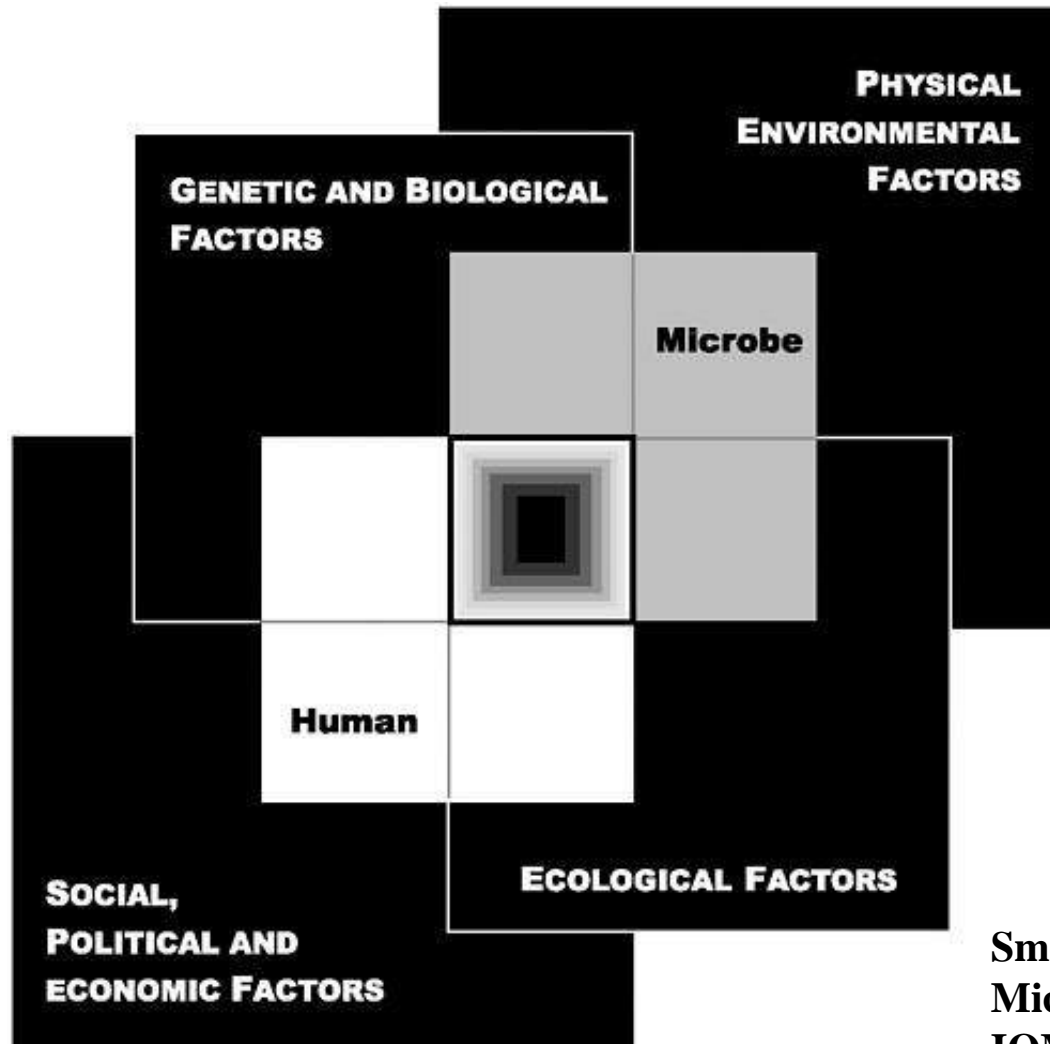 PHYSICAL
ENVIRONMENTAL
FACTORS
GENETIC AND BIOLOGICAL
FACTORS
Microbe
Human
ECOLOGICAL FACTORS
SOCIAL,
POLITICAL AND
ECONOMIC FACTORS